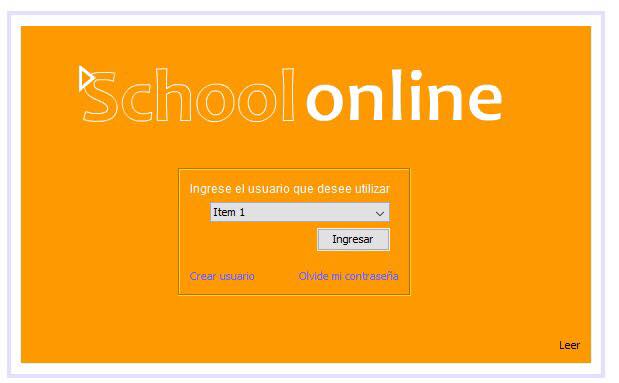 School online
Ingrese el usuario que desee utilizar
Item 1
Ingresar
Crear usuario Olvide mi contraseña
Leer